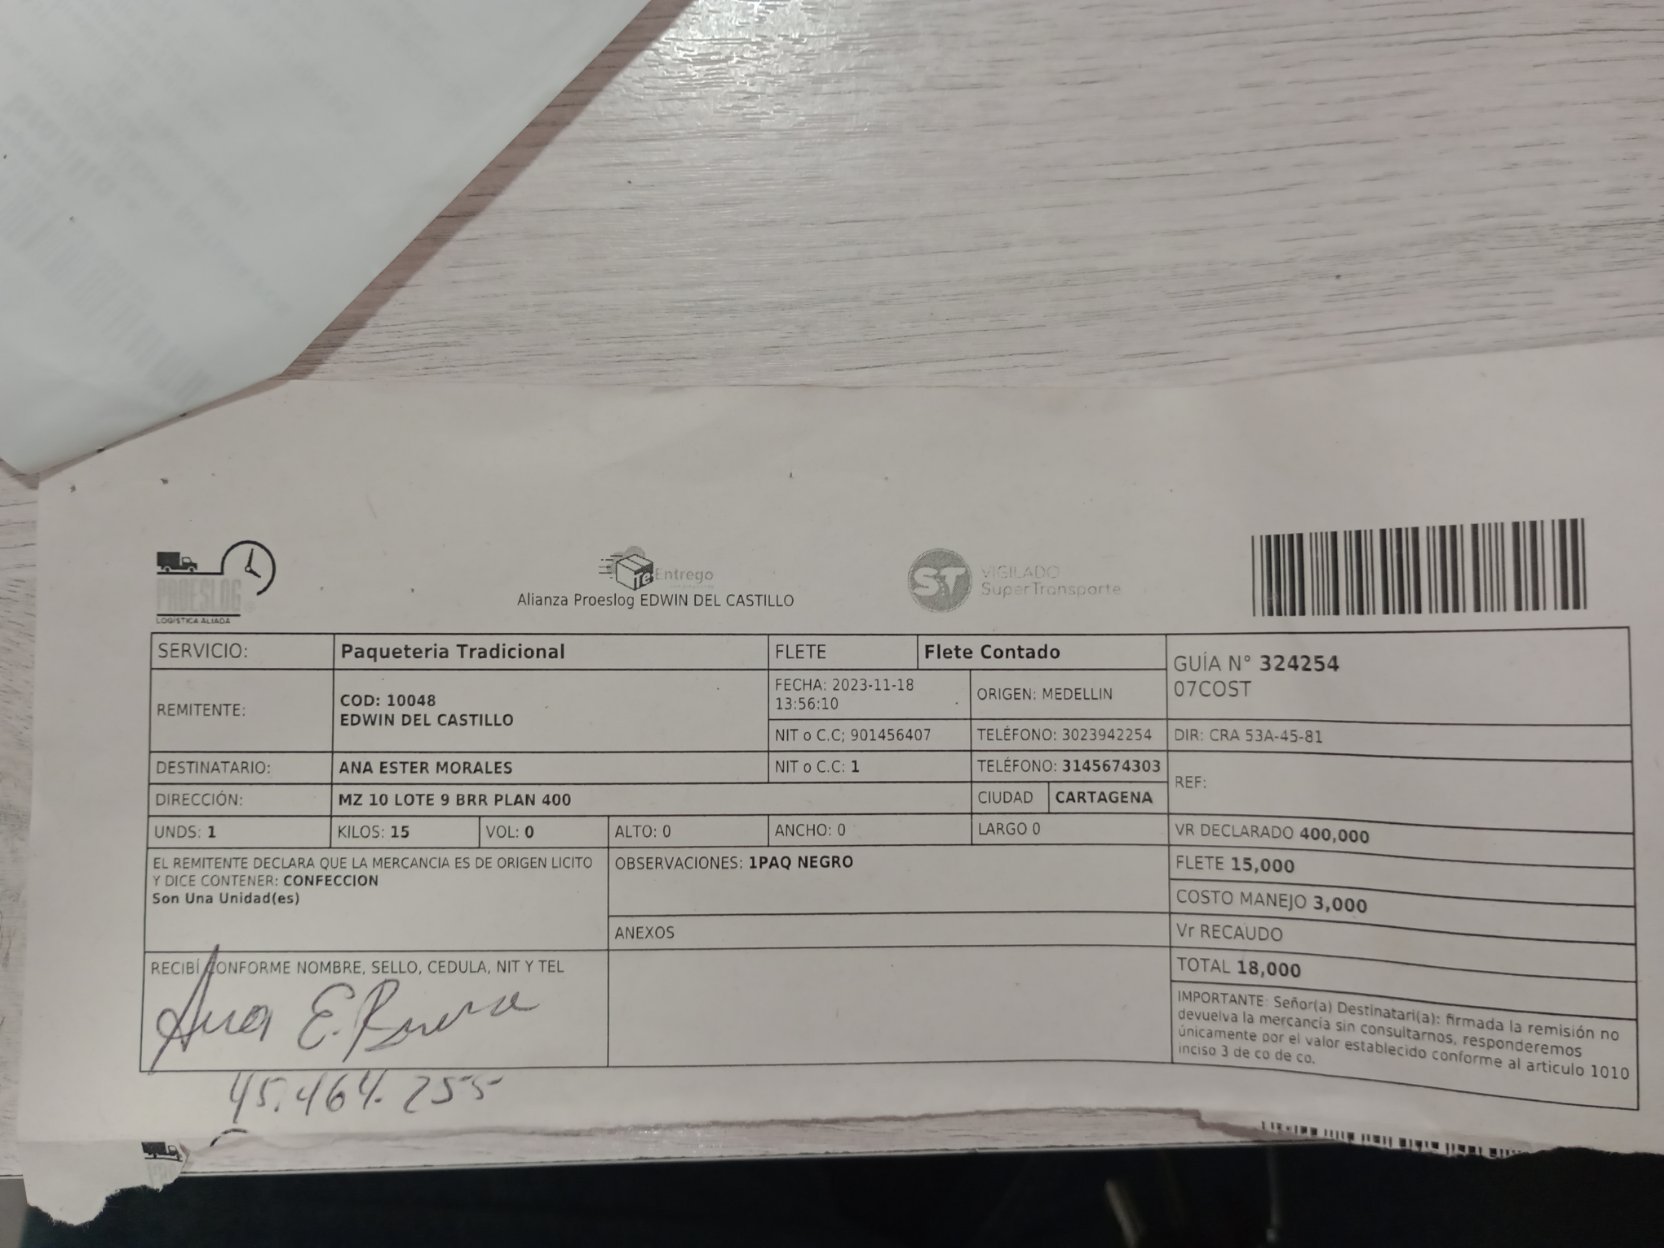 PROESLOG
LOGISTICA ALIADA
Te Entrego
Alianza Proeslog EDWIN DEL CASTILLO
ST VIGILADO
SuperTransporte
SERVICIO: Paqueteria Tradicional FLETE Flete Contado
GUÍA N° 324254
07COST
REMITENTE: COD: 10048
EDWIN DEL CASTILLO
FECHA: 2023-11-18
13:56:10
ORIGEN: MEDELLIN
NIT o C.C; 901456407 TELÉFONO: 3023942254 DIR: CRA 53A-45-81
DESTINATARIO: ANA ESTER MORALES NIT o C.C: 1 TELÉFONO: 3145674303
REF:
DIRECCIÓN: MZ 10 LOTE 9 BRR PLAN 400 CIUDAD CARTAGENA
UNDS: 1 KILOS: 15 VOL: 0 ALTO: 0 ANCHO: 0 LARGO 0 VR DECLARADO 400,000
EL REMITENTE DECLARA QUE LA MERCANCIA ES DE ORIGEN LICITO
Y DICE CONTENER: CONFECCION
Son Una Unidad(es)
OBSERVACIONES: 1PAQ NEGRO
ANEXOS
FLETE 15,000
COSTO MANEJO 3,000
Vr RECAUDO
TOTAL 18,000
RECIBÍ CONFORME NOMBRE, SELLO, CEDULA, NIT Y TEL
Ana E.
45.464.255
IMPORTANTE: Señor(a) Destinatari(a): firmada la remisión no
devuelva la mercancía sin consultarnos, responderemos
únicamente por el valor establecido conforme al articulo 1010
inciso 3 de co de co.